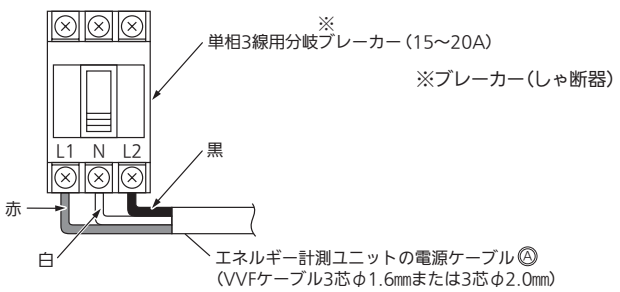 ※
単相3線用分岐ブレーカー(15～20A)
※ブレーカー(しゃ断器)
L1 N L2
黒
赤
白
エネルギー計測ユニットの電源ケーブルⒶ
(VVFケーブル3芯φ1.6㎜または3芯φ2.0㎜)